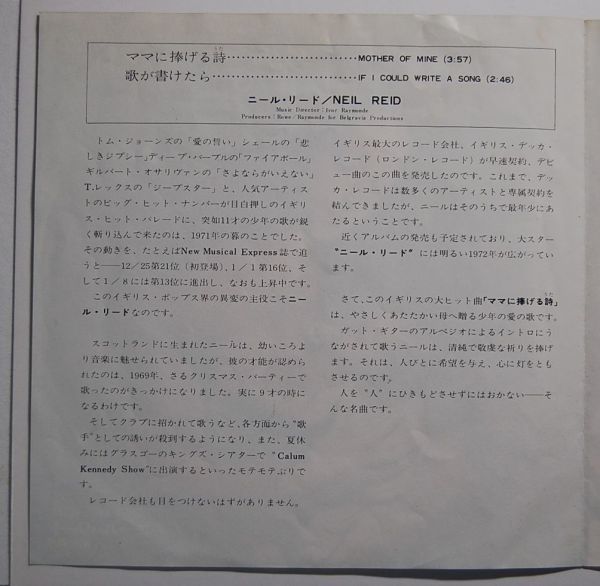 ママに捧げる詩うた……………………MOTHER OF MINE (3:57)
歌が書けたら……………………IF I COULD WRITE A SONG (2:46)
ニール・リード／NEIL REID
Music Director : Ivor Raymonde
Producers : Rowe / Raymonde for Belgravia Productions
トム・ジョーンズの「愛の誓い」シェールの「悲
しきジプシー」ディープ・パープルの「ファイアボール」
ギルバート・オサリヴァンの「さよならがいえない」
T.レックスの「ジープスター」と、人気アーティス
トのビッグ・ヒット・ナンバーが目白押しのイギリ
ス・ヒット・パレードに、突如11才の少年の歌が鋭
く斬り込んで来たのは、1971年の暮のことでした。
その動きを、たとえばNew Musical Express誌で追
うと──12/25第21位（初登場）、1/1第16位、そ
して1/8には第13位に進出し、なおも上昇中です。
このイギリス・ポップス界の異変の主役こそニー
ル・リードなのです。
スコットランドに生まれたニールは、幼いころよ
り音楽に魅せられていましたが、彼の才能が認めら
れたのは、1969年、さるクリスマス・パーティーで
歌ったのがきっかけになりました。実に9才の時に
になるわけです。
そしてクラブに招かれて歌うなど、各方面から“歌
手”としての誘いが殺到するようになり、また、夏休
みにはグラスゴーのキングズ・シアターで“Calum
Kennedy Show”に出演するといったモテモテぶりで
す。
レコード会社も目をつけないはずがありません。
イギリス最大のレコード会社、イギリス・デッカ・
レコード（ロンドン・レコード）が早速契約、デビ
ュー曲のこの曲を発売したのです。これまで、デッ
カ・レコードは数多くのアーティストと専属契約を
結んできましたが、ニールはそのうちで最年少にあ
たるということです。
近くアルバムの発売も予定されており、大スター
“ニール・リード”には明るい1972年が広がってい
ます。
さて、このイギリスの大ヒット曲「ママに捧げる詩うた」
は、やさしくあたたかい母へ贈る少年の愛の歌です。
ガット・ギターのアルペジオによるイントロにう
ながされて歌うニールは、清純で敬虔な祈りを捧げ
ます。それは、人びとに希望を与え、心に灯をとも
させるのです。
人を“人”にひきもどさせずにはおかない──そ
んな名曲です。